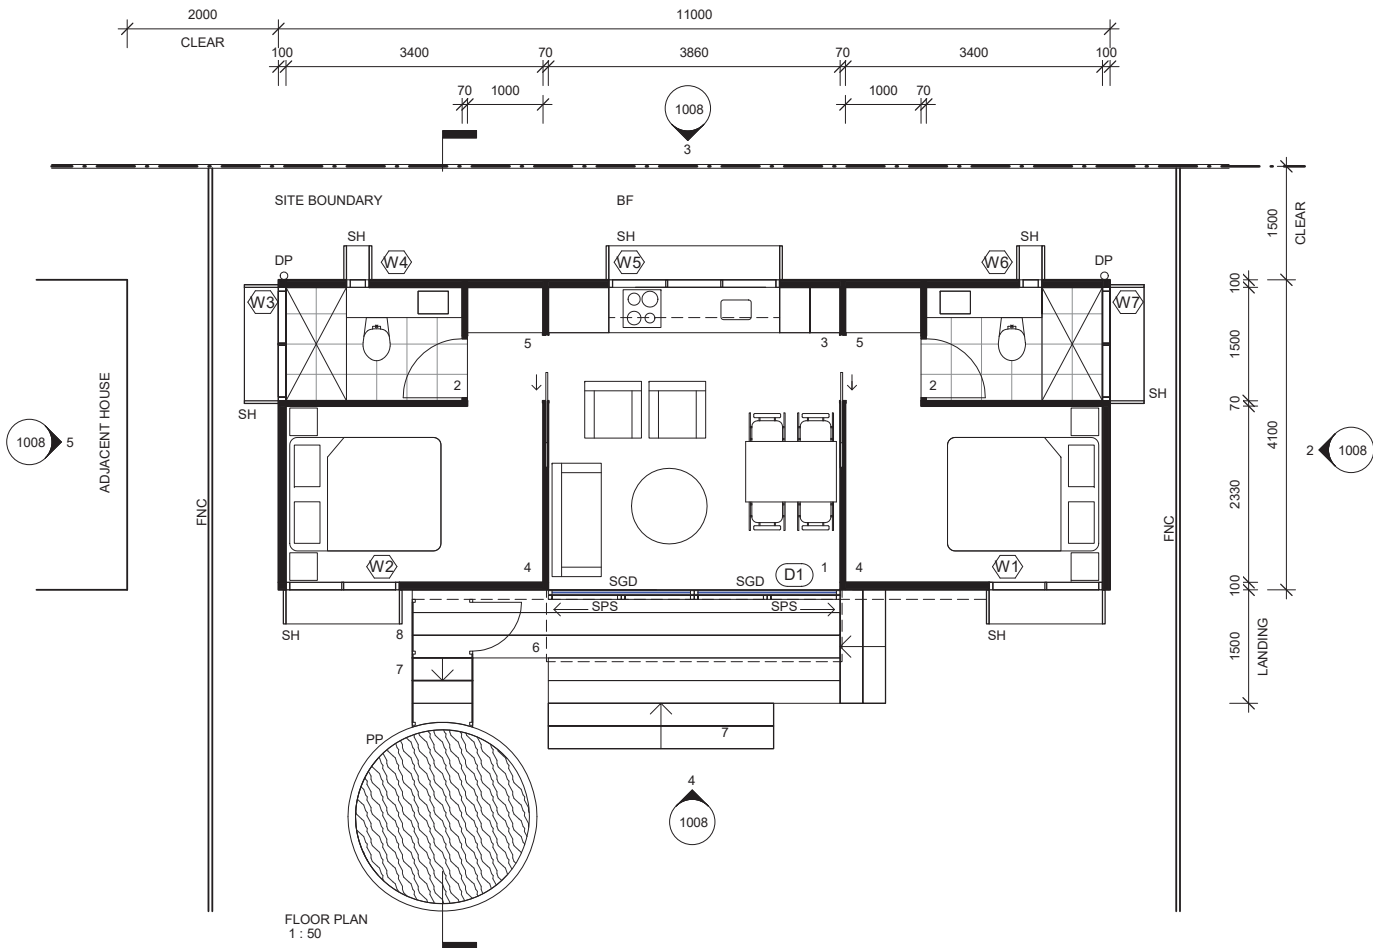 2000
11000
CLEAR
100
3400
70
3860
70
3400
100
70
1000
1000
70
1008
3
SITE BOUNDARY
BF
1500
CLEAR
SH
SH
SH
DP
W4
W5
W6
DP
W3
W7
100
1500
70
2330
100
4100
5
3
5
2
2
SH
SH
ADJACENT HOUSE
1008
5
2
1008
FNC
FNC
W2
4
1
4
W1
D1
SGD
SGD
SPS
SPS
SH
8
SH
6
7
1500
LANDING
PP
7
4
1008
FLOOR PLAN
1 : 50